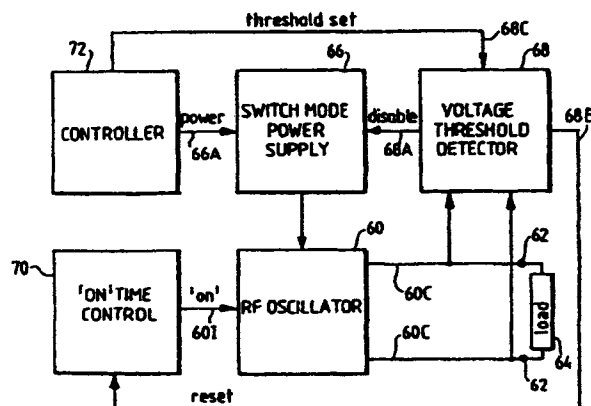 threshold set
68C
72
66
68
CONTROLLER
power
66A
SWITCH MODE
POWER
SUPPLY
disable
68A
VOLTAGE
THRESHOLD
DETECTOR
68B
60
62
70
'ON' TIME
CONTROL
'on'
60I
RF OSCILLATOR
60C
60C
load
62
64
reset